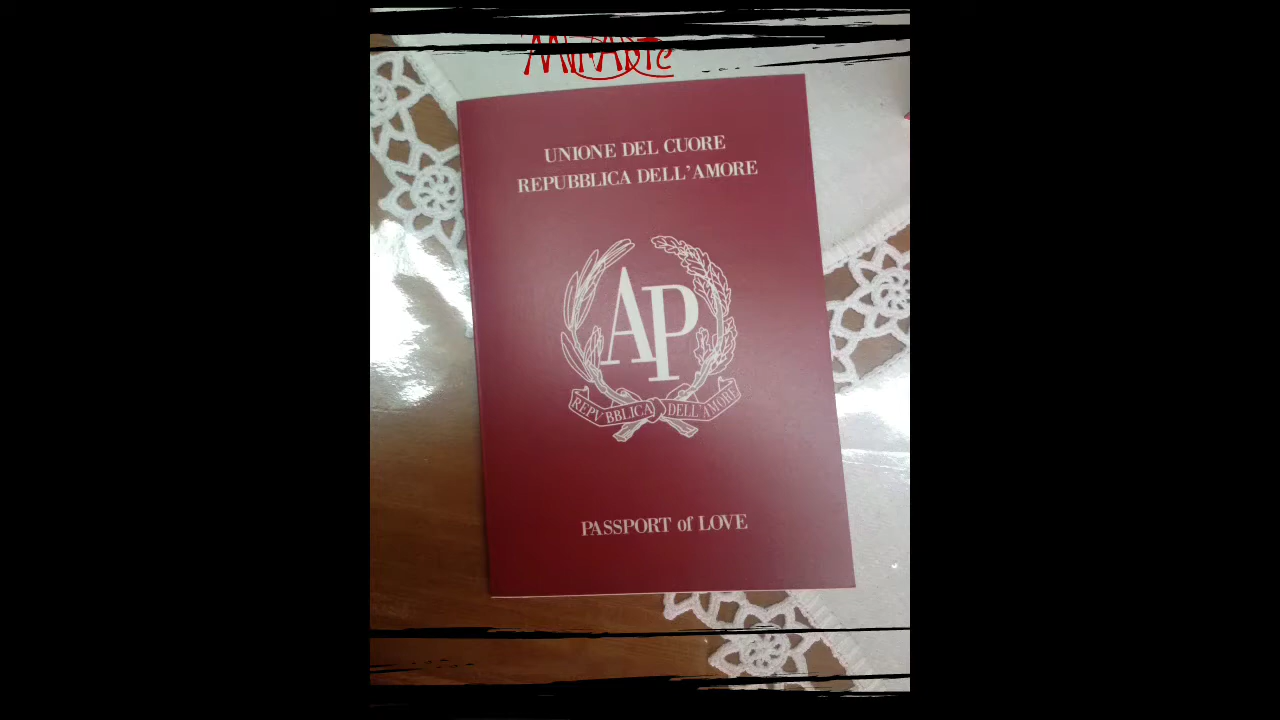 UNIONE DEL CUORE
REPUBBLICA DELL'AMORE
AP
REPVBBLICA DELL'AMORE
PASSPORT of LOVE